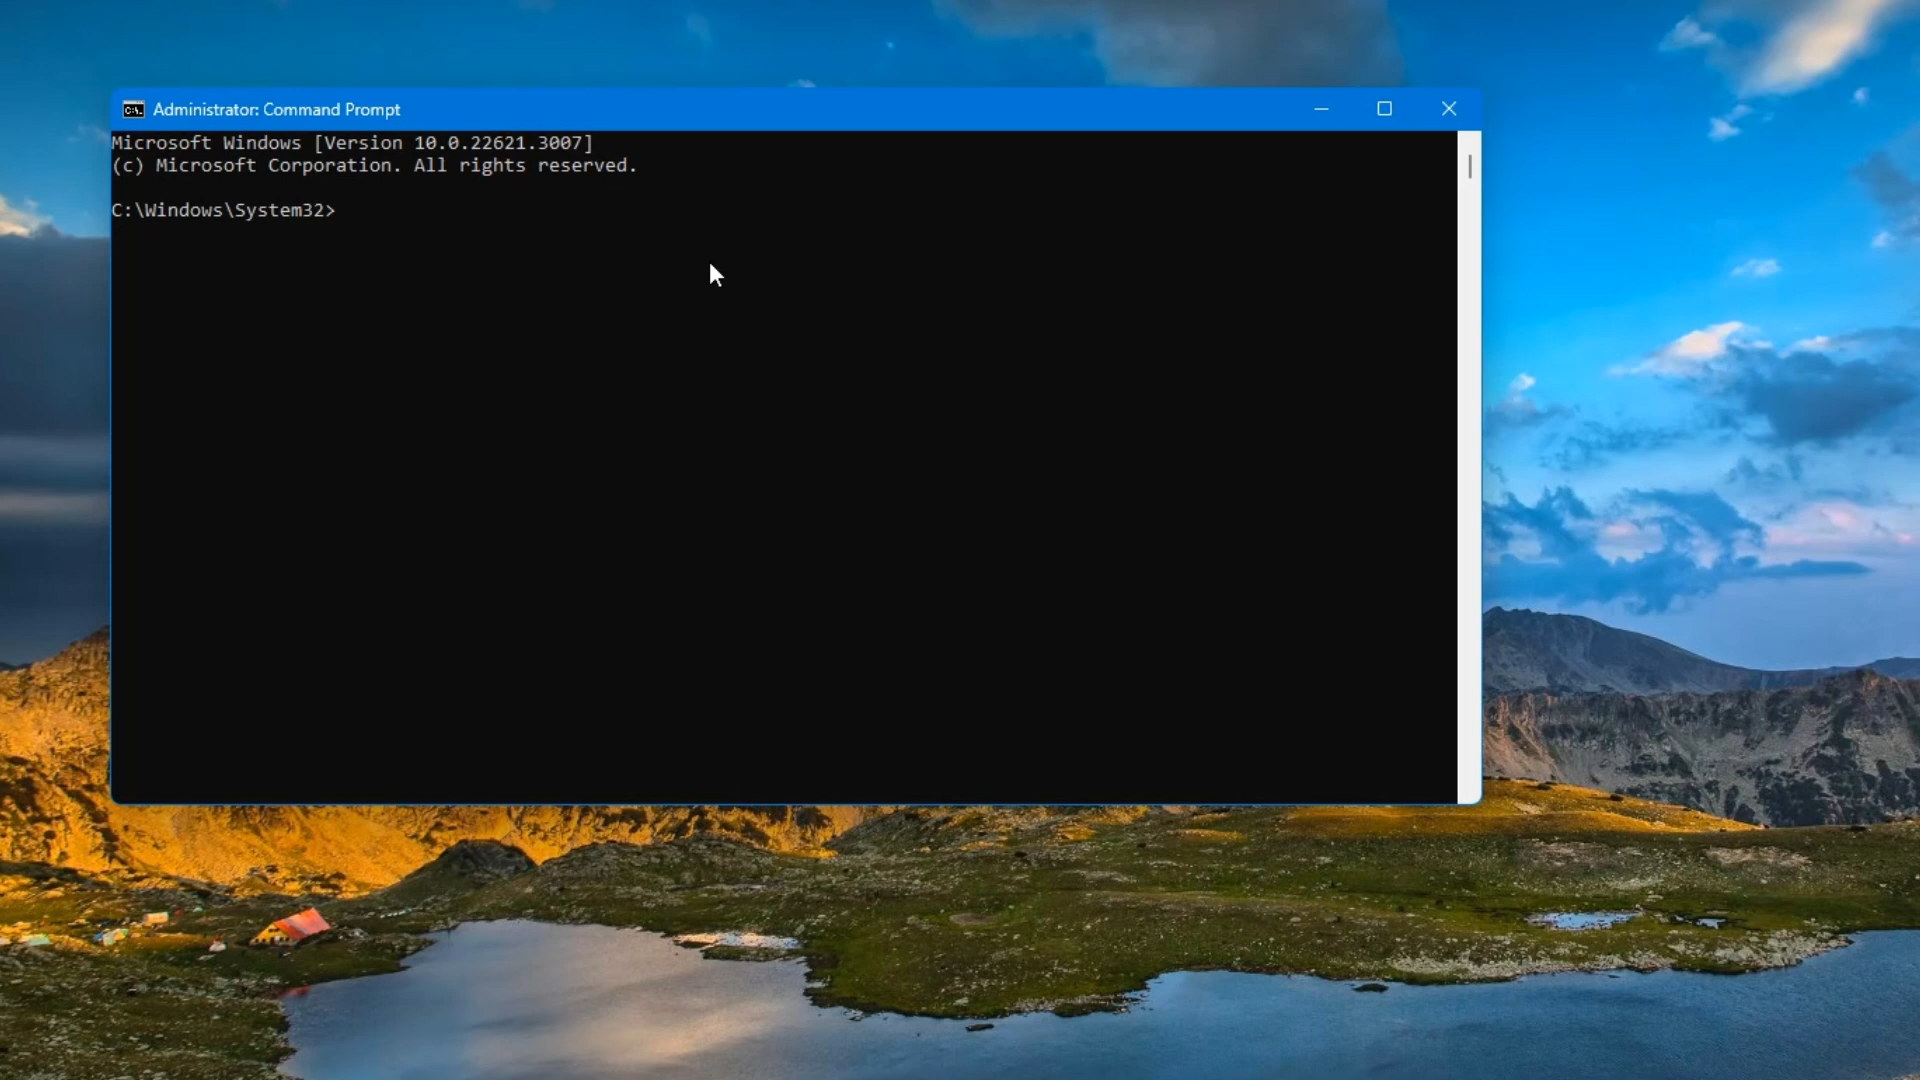 Administrator: Command Prompt
Microsoft Windows [Version 10.0.22621.3007]
(c) Microsoft Corporation. All rights reserved.
C:\Windows\System32>